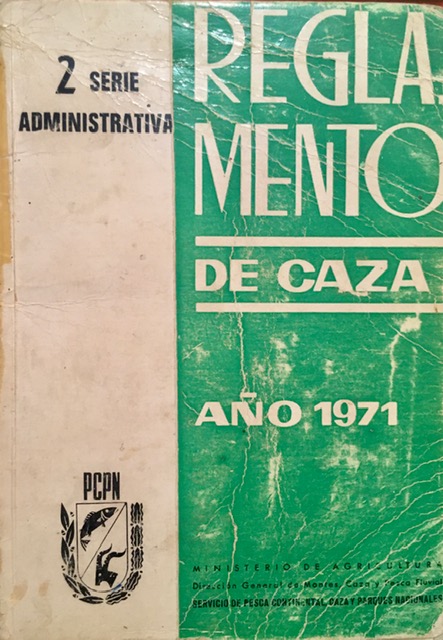 2 SERIE
ADMINISTRATIVA
REGLA
MENTO
DE CAZA
AÑO 1971
PCPN
MINISTERIO DE AGRICULTURA
Dirección General de Montes, Caza y Pesca Fluvial
SERVICIO DE PESCA CONTINENTAL, CAZA Y PARQUES NACIONALES